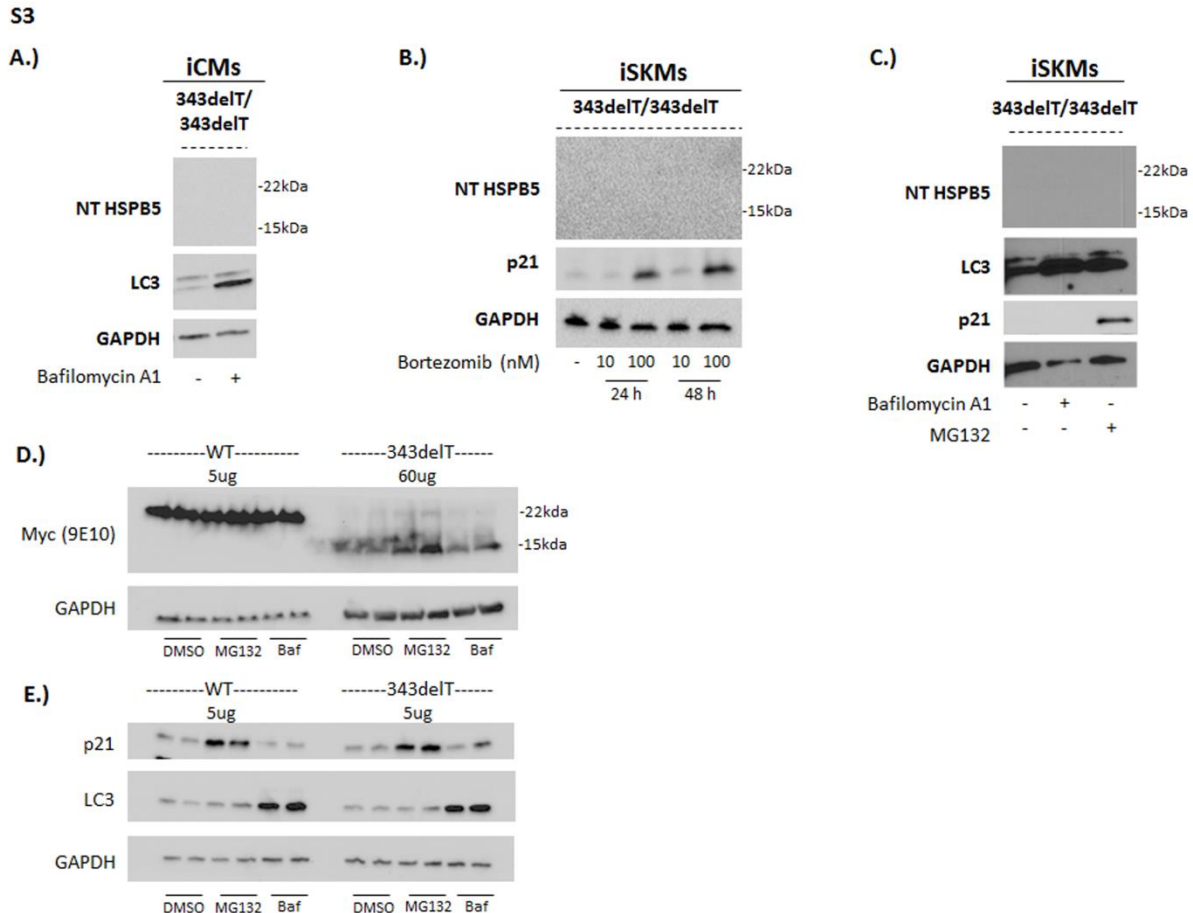 S3
A.)
iCMs
343delT/
343delT
NT HSPB5
-22kDa
-15kDa
LC3
GAPDH
Bafilomycin A1 - +
B.)
iSKMs
343delT/343delT
-22kDa
-15kDa
p21
GAPDH
Bortezomib (nM) - 10 100 10 100
24 h 48 h
C.)
iSKMs
343delT/343delT
NT HSPB5
-22kDa
-15kDa
LC3
p21
GAPDH
Bafilomycin A1 - + -
MG132 - - +
D.)
---------WT---------- -------343delT------
5ug 60ug
Myc (9E10)
-22kda
-15kda
GAPDH
DMSO MG132 Baf DMSO MG132 Baf
E.)
---------WT---------- -------343delT------
5ug 5ug
p21
LC3
GAPDH
DMSO MG132 Baf DMSO MG132 Baf